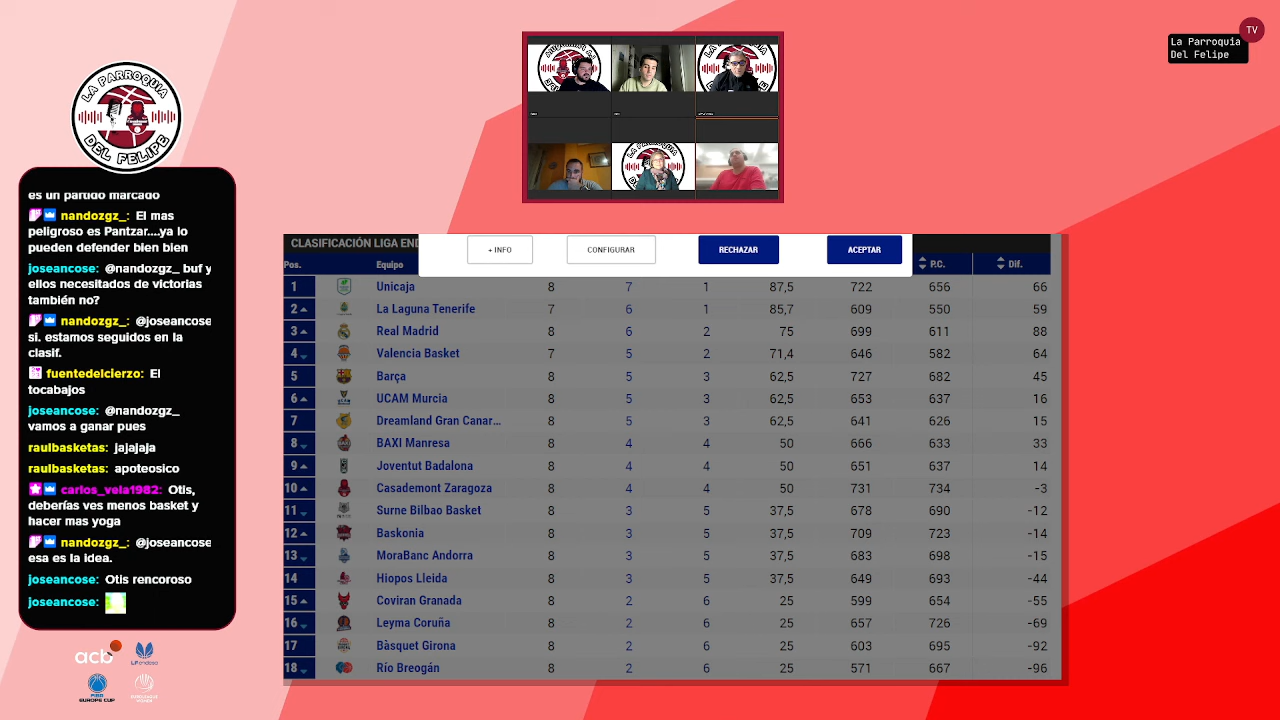 TV
La Parroquia
Del Felipe
LA PARROQUIA
DEL FELIPE
es un partido marcado
nandozgz_: El mas
peligroso es Pantzar....ya lo
pueden defender bien bien
joseancose: @nandozgz_ buf y
ellos necesitados de victorias
también no?
nandozgz_: @joseancose
si. estamos seguidos en la
clasif.
fuentedelcierzo: El
tocabajos
joseancose: @nandozgz_
vamos a ganar pues
raulbasketas: jajajaja
raulbasketas: apoteosico
carlos_vela1982: Otis,
deberías ves menos basket y
hacer mas yoga
nandozgz_: @joseancose
esa es la idea.
joseancose: Otis rencoroso
joseancose:
acb
LF endesa
FIBA
EUROPE CUP
EUROLEAGUE
WOMEN
CLASIFICACIÓN LIGA END
+ INFO CONFIGURAR RECHAZAR ACEPTAR
Pos. Equipo P.C. Dif.
1 Unicaja 8 7 1 87,5 722 656 66
2 La Laguna Tenerife 7 6 1 85,7 609 550 59
3 Real Madrid 8 6 2 75 699 611 88
4 Valencia Basket 7 5 2 71,4 646 582 64
5 Barça 8 5 3 62,5 727 682 45
6 UCAM Murcia 8 5 3 62,5 653 637 16
7 Dreamland Gran Canar... 8 5 3 62,5 641 626 15
8 BAXI Manresa 8 4 4 50 666 633 33
9 Joventut Badalona 8 4 4 50 651 637 14
10 Casademont Zaragoza 8 4 4 50 731 734 -3
11 Surne Bilbao Basket 8 3 5 37,5 678 690 -12
12 Baskonia 8 3 5 37,5 709 723 -14
13 MoraBanc Andorra 8 3 5 37,5 683 698 -15
14 Hiopos Lleida 8 3 5 37,5 649 693 -44
15 Coviran Granada 8 2 6 25 599 654 -55
16 Leyma Coruña 8 2 6 25 657 726 -69
17 Bàsquet Girona 8 2 6 25 603 695 -92
18 Río Breogán 8 2 6 25 571 667 -96